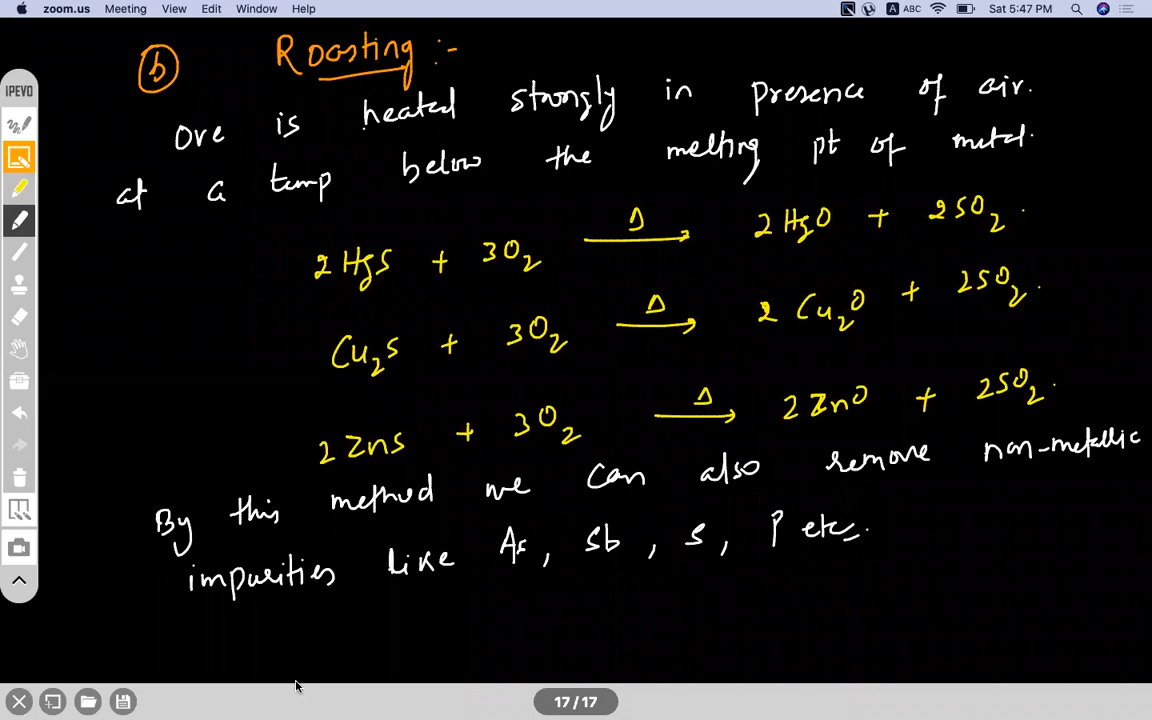 zoom.us Meeting View Edit Window Help A ABC Sat 5:47 PM
IPEVO
b Roasting :-
ore is heated strongly in presence of air.
at a temp below the melting pt of metal.
2HgS + 3O₂ Δ→ 2HgO + 2SO₂.
Cu₂S + 3O₂ Δ→ 2Cu₂O + 2SO₂.
2ZnS + 3O₂ Δ→ 2ZnO + 2SO₂.
By this method we can also remove non-metallic
impurities like As, Sb, S, P etc.
17/17